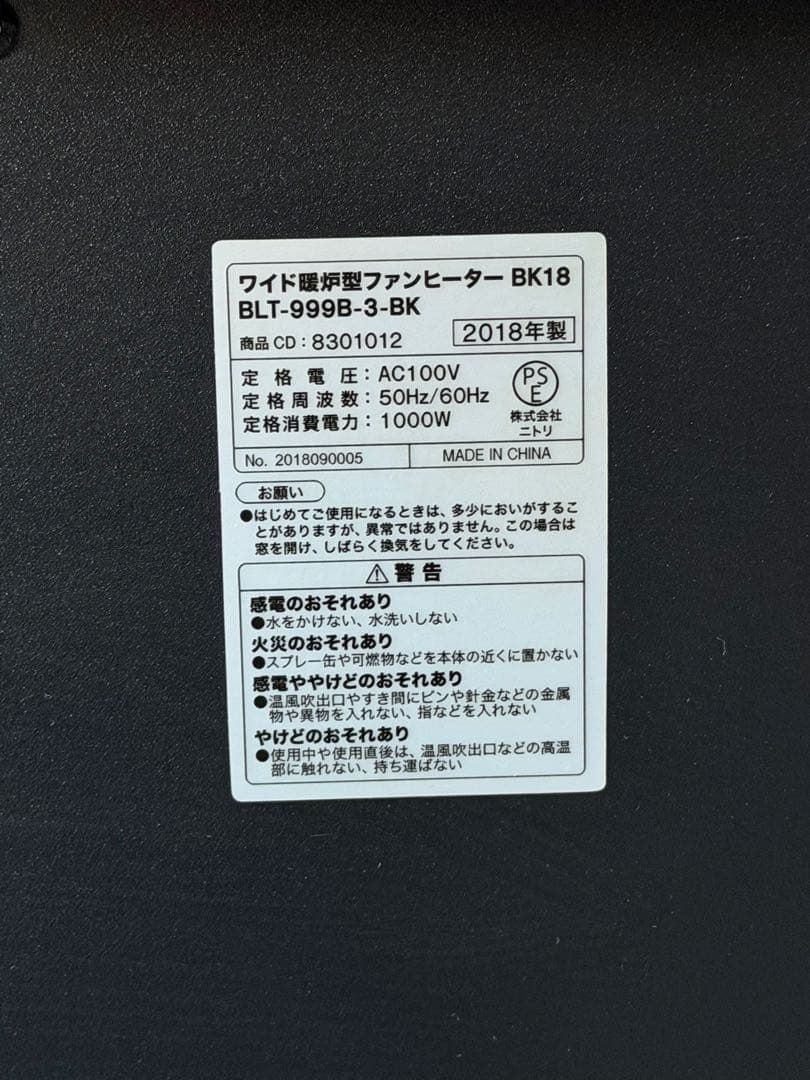 ワイド暖炉型ファンヒーター BK18
BLT-999B-3-BK
商品CD：8301012
2018年製
定格電圧：AC100V
定格周波数：50Hz/60Hz
定格消費電力：1000W
PSE
株式会社
ニトリ
No. 2018090005
MADE IN CHINA
お願い
●はじめてご使用になるときは、多少においがするこ
とがありますが、異常ではありません。この場合は
窓を開け、しばらく換気をしてください。
⚠警告
感電のおそれあり
●水をかけない、水洗いしない
火災のおそれあり
●スプレー缶や可燃物などを本体の近くに置かない
感電ややけどのおそれあり
●温風吹出口やすき間にピンや針金などの金属
物や異物を入れない、指などを入れない
やけどのおそれあり
●使用中や使用直後は、温風吹出口などの高温
部に触れない、持ち運ばない